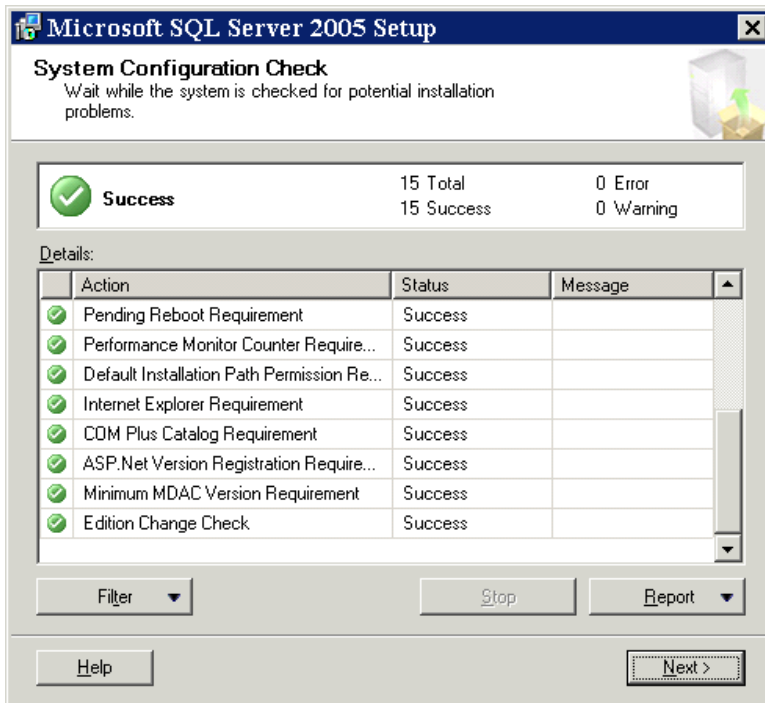 Microsoft SQL Server 2005 Setup
System Configuration Check
Wait while the system is checked for potential installation
problems.
Success 15 Total 0 Error
15 Success 0 Warning
Details:
Action Status Message
Pending Reboot Requirement Success
Performance Monitor Counter Require... Success
Default Installation Path Permission Re... Success
Internet Explorer Requirement Success
COM Plus Catalog Requirement Success
ASP.Net Version Registration Require... Success
Minimum MDAC Version Requirement Success
Edition Change Check Success
Filter Stop Report
Help Next >